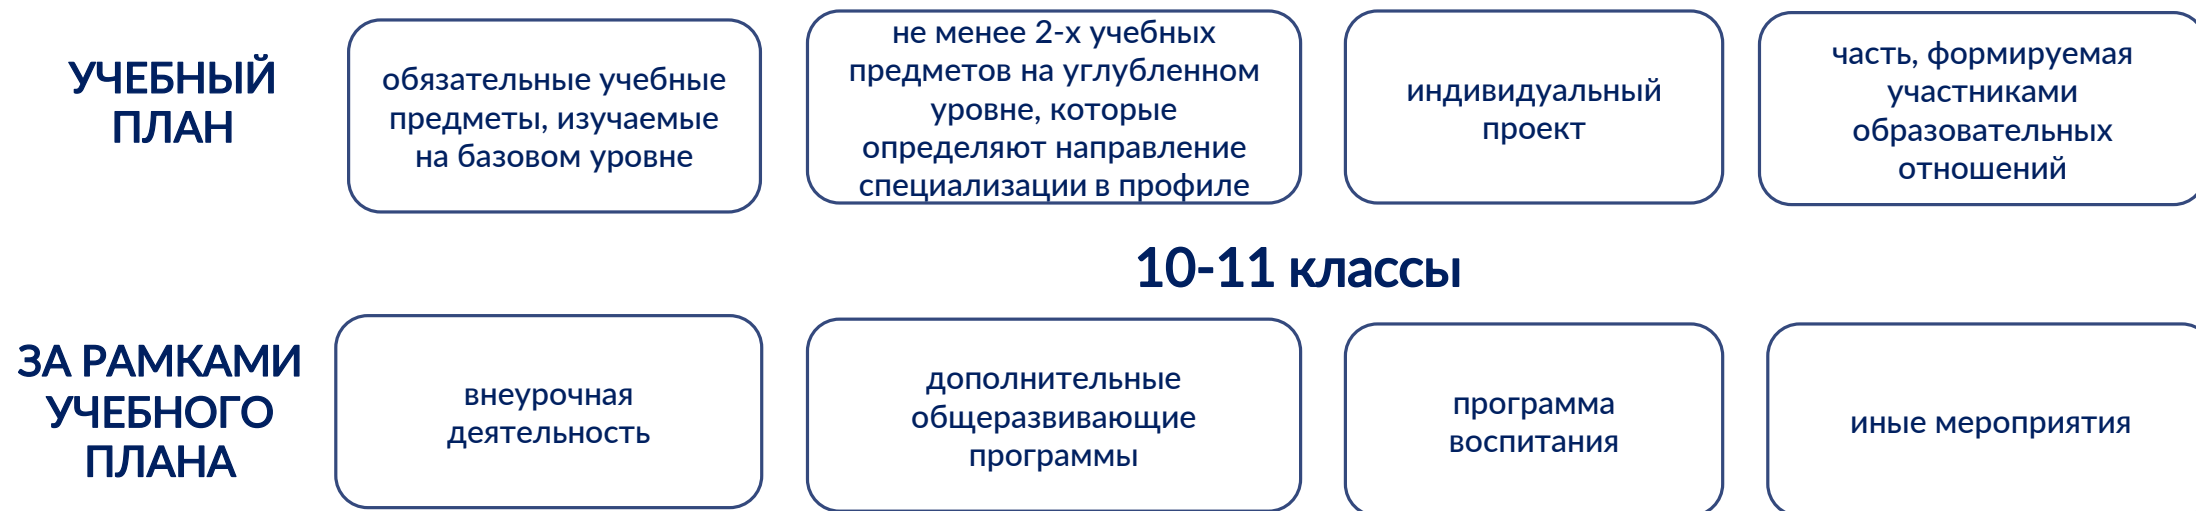 УЧЕБНЫЙ
ПЛАН
обязательные учебные
предметы, изучаемые
на базовом уровне
не менее 2-х учебных
предметов на углубленном
уровне, которые
определяют направление
специализации в профиле
индивидуальный
проект
часть, формируемая
участниками
образовательных
отношений
10-11 классы
ЗА РАМКАМИ
УЧЕБНОГО
ПЛАНА
внеурочная
деятельность
дополнительные
общеразвивающие
программы
программа
воспитания
иные мероприятия